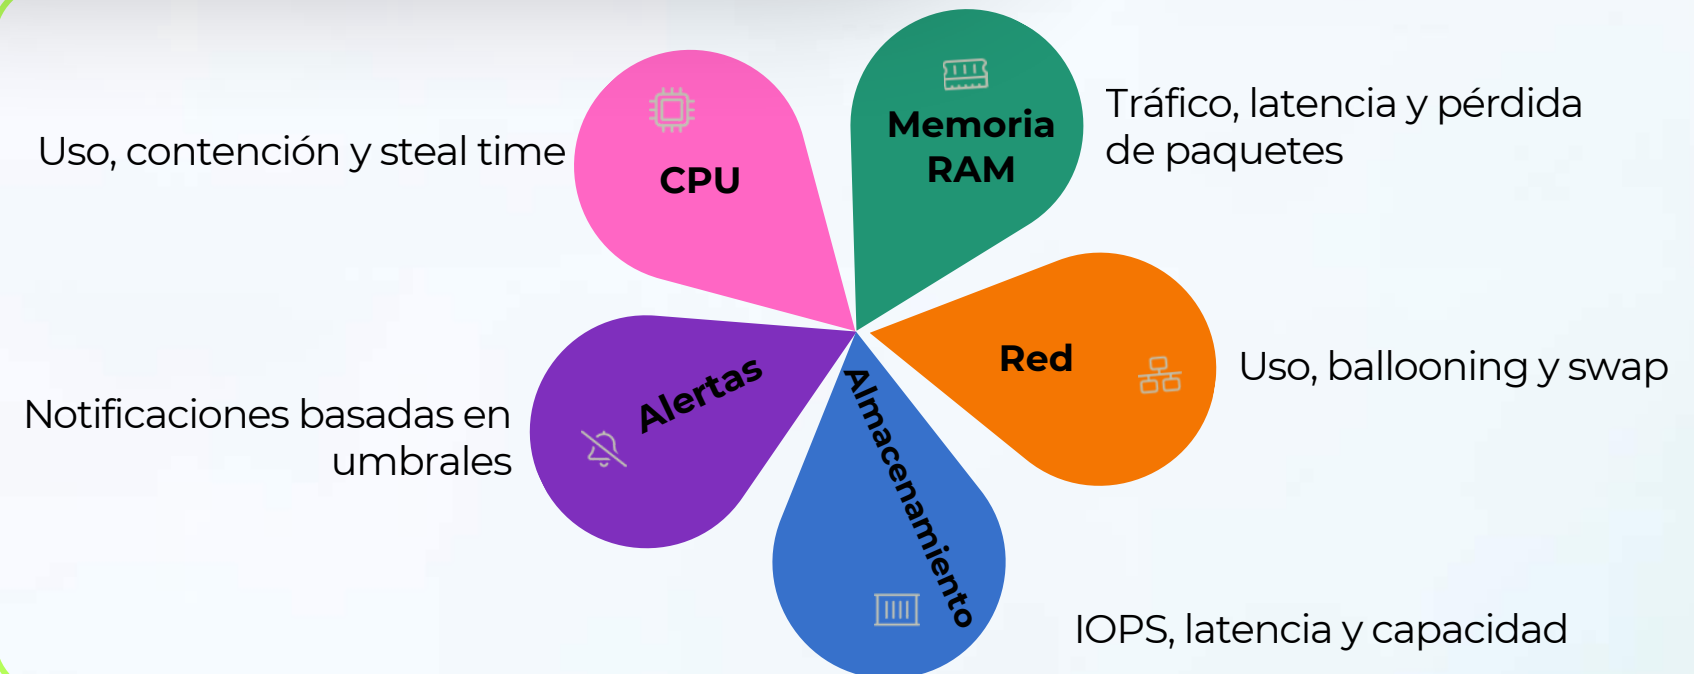 Uso, contención y steal time
CPU
Memoria
RAM
Tráfico, latencia y pérdida
de paquetes
Red
Uso, ballooning y swap
Alertas
Notificaciones basadas en
umbrales
Almacenamiento
IOPS, latencia y capacidad